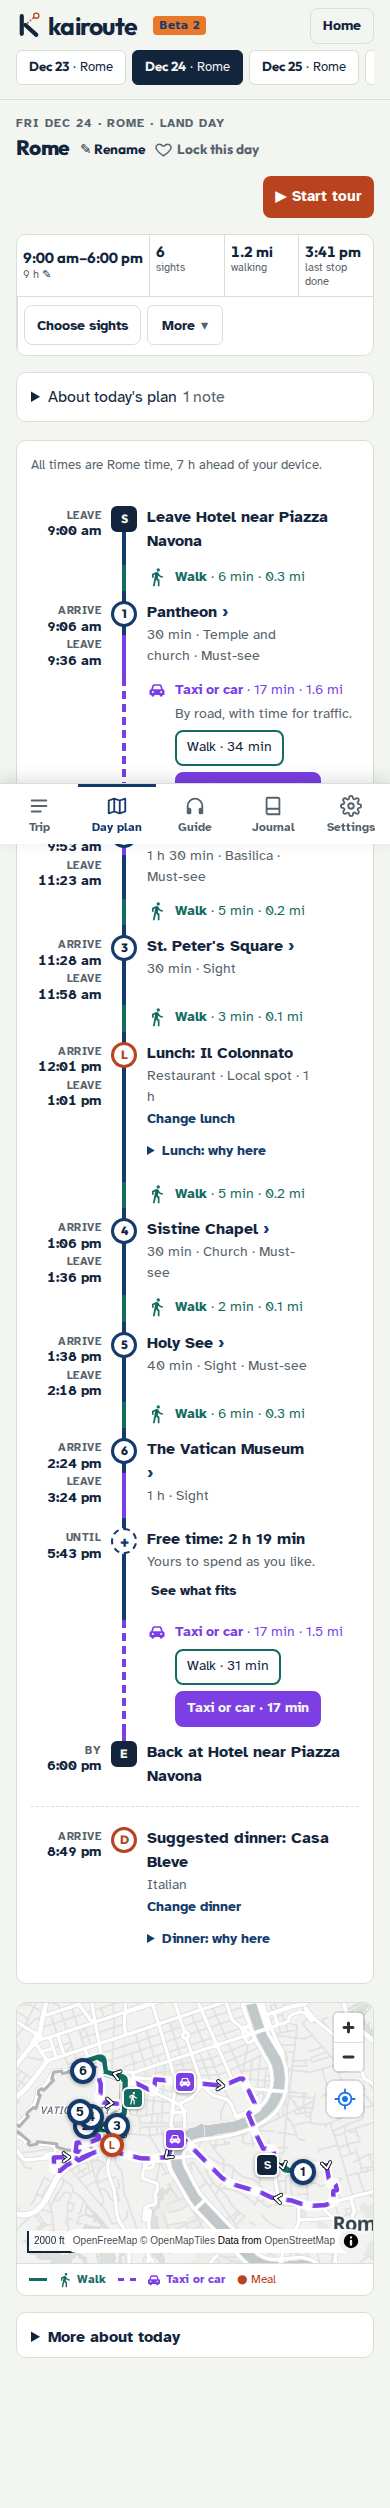 kairoute
Beta 2
Home
Dec 23 · Rome
Dec 24 · Rome
Dec 25 · Rome
FRI DEC 24 · ROME · LAND DAY
Rome
✎ Rename
Lock this day
▶ Start tour
9:00 am–6:00 pm
9 h ✎
6
sights
1.2 mi
walking
3:41 pm
last stop
done
Choose sights
More ▼
▶ About today's plan 1 note
All times are Rome time, 7 h ahead of your device.
LEAVE
9:00 am
S
Leave Hotel near Piazza
Navona
Walk · 6 min · 0.3 mi
ARRIVE
9:06 am
LEAVE
9:36 am
1
Pantheon ›
30 min · Temple and
church · Must-see
Taxi or car · 17 min · 1.6 mi
By road, with time for traffic.
Walk · 34 min
Trip
Day plan
Guide
Journal
Settings
9:53 am
LEAVE
11:23 am
1 h 30 min · Basilica ·
Must-see
Walk · 5 min · 0.2 mi
ARRIVE
11:28 am
LEAVE
11:58 am
3
St. Peter's Square ›
30 min · Sight
Walk · 3 min · 0.1 mi
ARRIVE
12:01 pm
LEAVE
1:01 pm
L
Lunch: Il Colonnato
Restaurant · Local spot · 1
h
Change lunch
▶ Lunch: why here
Walk · 5 min · 0.2 mi
ARRIVE
1:06 pm
LEAVE
1:36 pm
4
Sistine Chapel ›
30 min · Church · Must-
see
Walk · 2 min · 0.1 mi
ARRIVE
1:38 pm
LEAVE
2:18 pm
5
Holy See ›
40 min · Sight · Must-see
Walk · 6 min · 0.3 mi
ARRIVE
2:24 pm
LEAVE
3:24 pm
6
The Vatican Museum
›
1 h · Sight
UNTIL
5:43 pm
+
Free time: 2 h 19 min
Yours to spend as you like.
See what fits
Taxi or car · 17 min · 1.5 mi
Walk · 31 min
Taxi or car · 17 min
BY
6:00 pm
E
Back at Hotel near Piazza
Navona
ARRIVE
8:49 pm
D
Suggested dinner: Casa
Bleve
Italian
Change dinner
▶ Dinner: why here
+
−
6
VATIC
5
3
L
S
1
Rom
2000 ft
OpenFreeMap © OpenMapTiles Data from OpenStreetMap
Walk
Taxi or car
Meal
▶ More about today